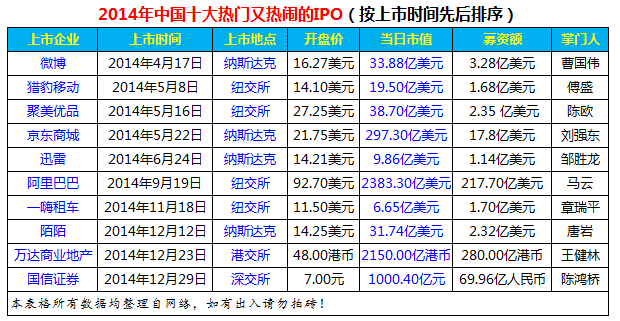 2014年中国十大热门又热闹的IPO（按上市时间先后排序）
上市企业 上市时间 上市地点 开盘价 当日市值 募资额 掌门人
微博 2014年4月17日 纳斯达克 16.27美元 33.88亿美元 3.28亿美元 曹国伟
猎豹移动 2014年5月8日 纽交所 14.10美元 19.50亿美元 1.68亿美元 傅盛
聚美优品 2014年5月16日 纽交所 27.25美元 38.70亿美元 2.35 亿美元 陈欧
京东商城 2014年5月22日 纳斯达克 21.75美元 297.30亿美元 17.8亿美元 刘强东
迅雷 2014年6月24日 纳斯达克 14.21美元 9.86亿美元 1.14亿美元 邹胜龙
阿里巴巴 2014年9月19日 纽交所 92.70美元 2383.30亿美元 217.70亿美元 马云
一嗨租车 2014年11月18日 纽交所 11.50美元 6.65亿美元 1.70亿美元 章瑞平
陌陌 2014年12月12日 纳斯达克 14.25美元 31.74亿美元 2.32亿美元 唐岩
万达商业地产 2014年12月23日 港交所 48.00港币 2150.00亿港币 280.00亿港币 王健林
国信证券 2014年12月29日 深交所 7.00元 1000.40亿元 69.96亿人民币 陈鸿桥
本表格所有数据均整理自网络，如有出入请勿拍砖！